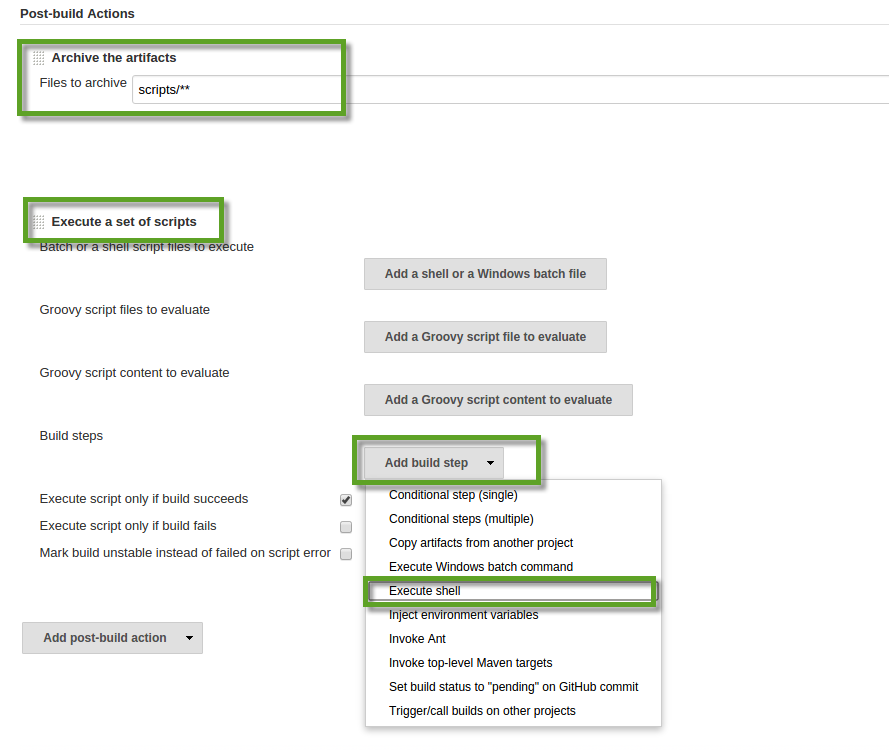 Post-build Actions
Archive the artifacts
Files to archive scripts/**
Execute a set of scripts
Batch or a shell script files to execute
Add a shell or a Windows batch file
Groovy script files to evaluate
Add a Groovy script file to evaluate
Groovy script content to evaluate
Add a Groovy script content to evaluate
Build steps
Add build step
Execute script only if build succeeds
Execute script only if build fails
Mark build unstable instead of failed on script error
Conditional step (single)
Conditional steps (multiple)
Copy artifacts from another project
Execute Windows batch command
Execute shell
Inject environment variables
Invoke Ant
Invoke top-level Maven targets
Set build status to "pending" on GitHub commit
Trigger/call builds on other projects
Add post-build action